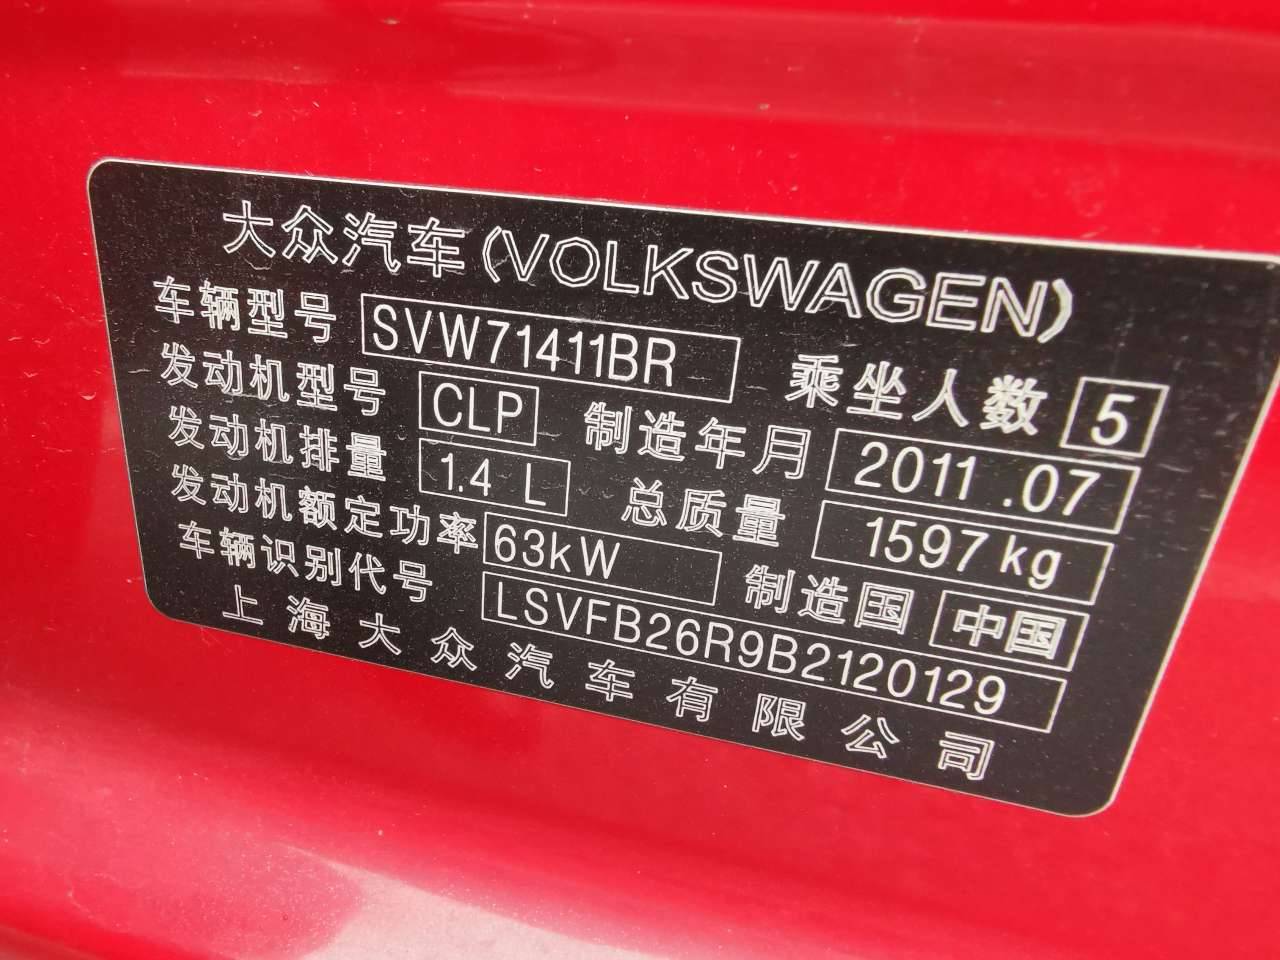 大众汽车(VOLKSWAGEN)
车辆型号 SVW71411BR 乘坐人数 5
发动机型号 CLP 制造年月 2011.07
发动机排量 1.4 L 总质量 1597kg
发动机额定功率 63kW 制造国 中国
车辆识别代号 LSVFB26R9B2120129
上海大众汽车有限公司